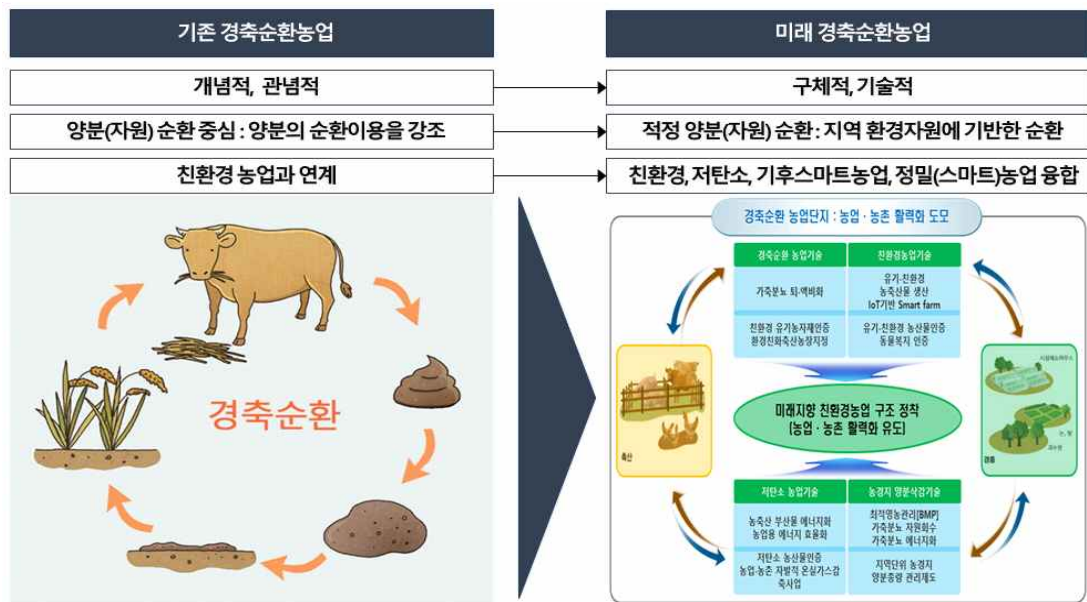 기존 경축순환농업
미래 경축순환농업
개념적, 관념적
구체적, 기술적
양분(자원) 순환 중심 : 양분의 순환이용을 강조
적정 양분(자원) 순환 : 지역 환경자원에 기반한 순환
친환경 농업과 연계
친환경, 저탄소, 기후스마트농업, 정밀(스마트)농업 융합
경축순환
경축순환 농업단지 : 농업 · 농촌 활력화 도모
경축순환 농업기술
친환경농업기술
가축분뇨 퇴·액비화
유기·친환경
농축산물 생산
IoT기반 Smart farm
친환경 유기농자재인증
환경친화축산농장지정
유기·친환경 농산물인증
동물복지 인증
축산
미래지향 친환경농업 구조 정착
(농업 · 농촌 활력화 유도)
논, 밭
과수원
경종
저탄소 농업기술
농경지 양분삭감기술
농축산 부산물 에너지화
농업용 에너지 효율화
최적영농관리[BMP]
가축분뇨 자원화수
가축분뇨 에너지화
저탄소 농산물인증
농업·농촌 자발적 온실가스감
축사업
지역단위 농경지
양분총량 관리제도